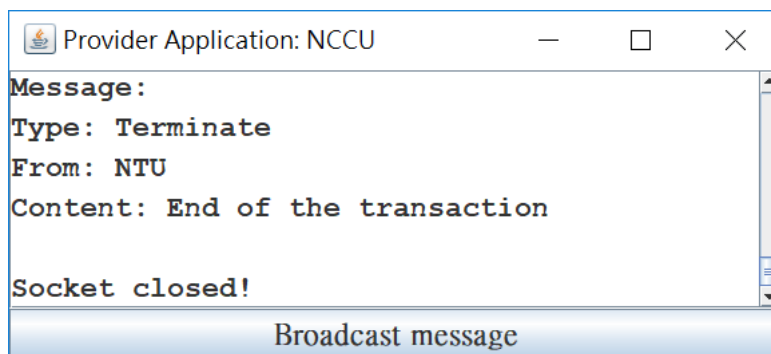 Provider Application: NCCU
Message:
Type: Terminate
From: NTU
Content: End of the transaction
Socket closed!
Broadcast message